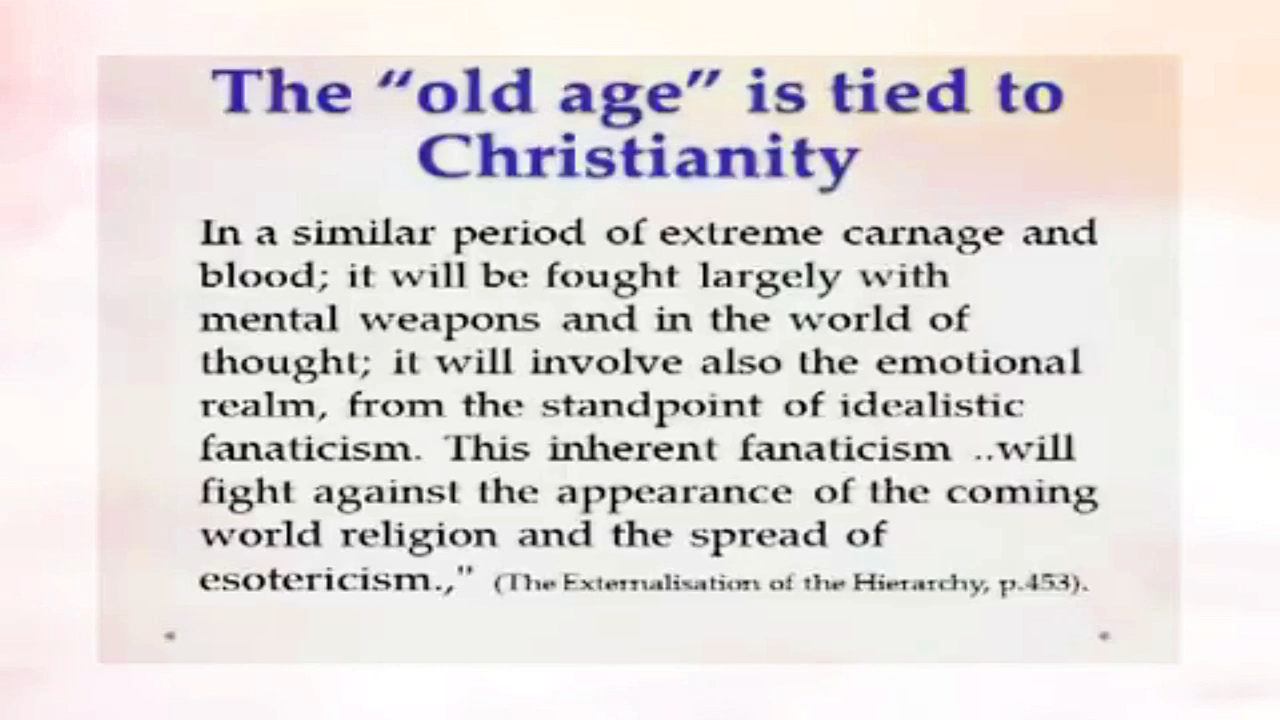 The “old age” is tied to
Christianity
In a similar period of extreme carnage and
blood; it will be fought largely with
mental weapons and in the world of
thought; it will involve also the emotional
realm, from the standpoint of idealistic
fanaticism. This inherent fanaticism ..will
fight against the appearance of the coming
world religion and the spread of
esotericism.," (The Externalisation of the Hierarchy, p.453).